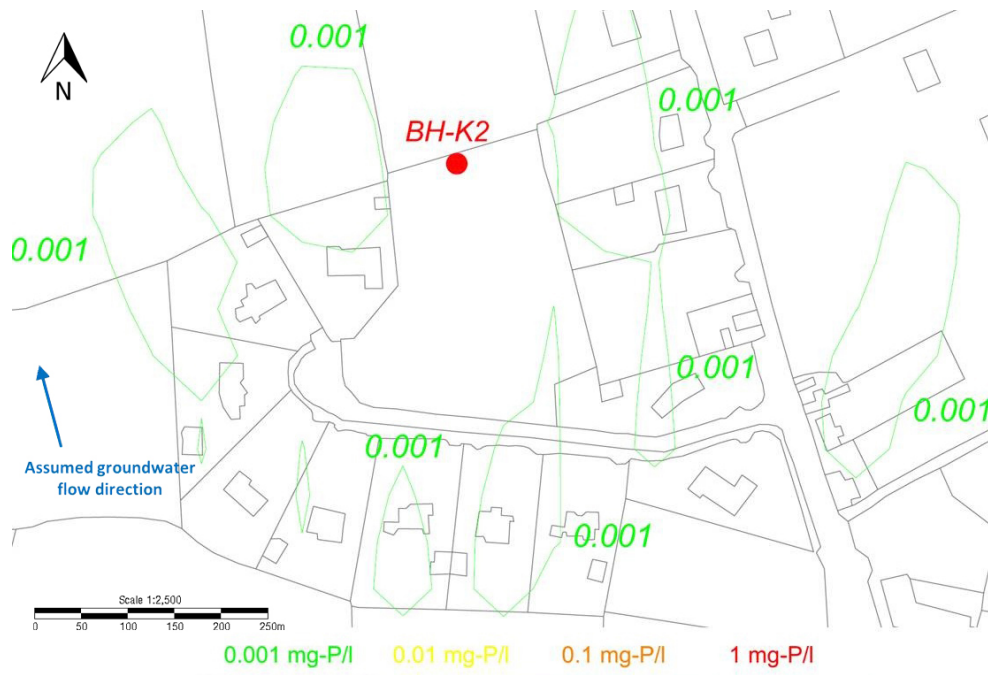 0.001
N
BH-K2
0.001
0.001
0.001
0.001
Assumed groundwater
flow direction
0.001
0.001
Scale 1:2,500
0 50 100 150 200 250m
0.001 mg-P/l 0.01 mg-P/l 0.1 mg-P/l 1 mg-P/l